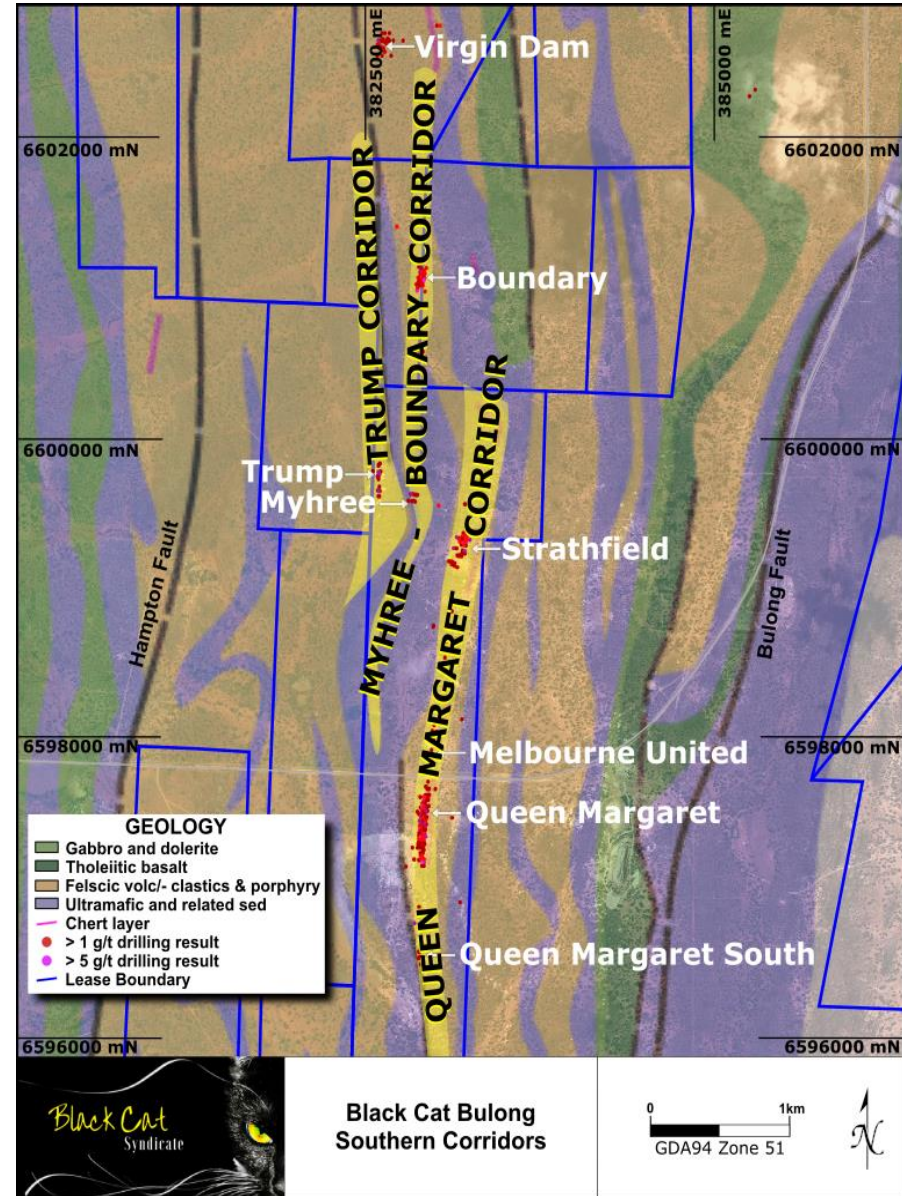 382500 mE
385000 mE
Virgin Dam
6602000 mN
6602000 mN
TRUMP CORRIDOR
MYHREE - BOUNDARY CORRIDOR
Boundary
QUEEN MARGARET CORRIDOR
6600000 mN
6600000 mN
Trump
Myhree
Strathfield
Hampton Fault
Bulong Fault
6598000 mN
6598000 mN
Melbourne United
Queen Margaret
Queen Margaret South
GEOLOGY
Gabbro and dolerite
Tholeiitic basalt
Felscic volc/- clastics & porphyry
Ultramafic and related sed
Chert layer
> 1 g/t drilling result
> 5 g/t drilling result
Lease Boundary
6596000 mN
6596000 mN
Black Cat
Syndicate
Black Cat Bulong
Southern Corridors
0 1km
GDA94 Zone 51
N